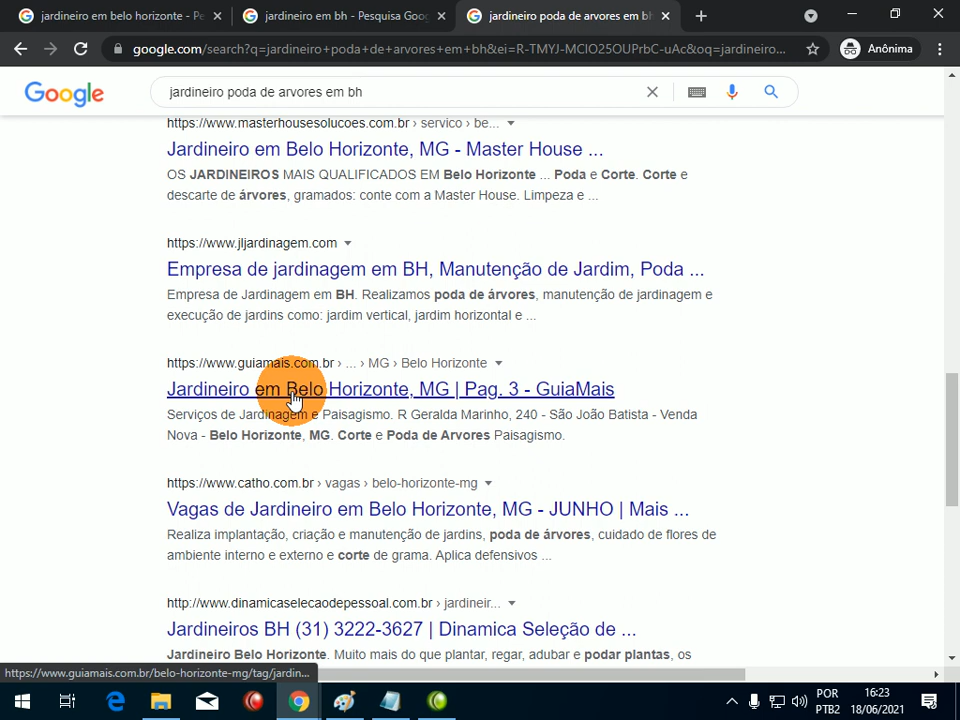 jardineiro em belo horizonte - Pe
jardineiro em bh - Pesquisa Goog
jardineiro poda de arvores em bh
google.com/search?q=jardineiro+poda+de+arvores+em+bh&ei=R-TMYJ-MCIO25OUPrbC-uAc&oq=jardineiro...
Anônima
Google
jardineiro poda de arvores em bh
https://www.masterhousesolucoes.com.br › servico › be...
Jardineiro em Belo Horizonte, MG - Master House ...
OS JARDINEIROS MAIS QUALIFICADOS EM Belo Horizonte ... Poda e Corte. Corte e
descarte de árvores, gramados: conte com a Master House. Limpeza e ...
https://www.jljardinagem.com
Empresa de jardinagem em BH, Manutenção de Jardim, Poda ...
Empresa de Jardinagem em BH. Realizamos poda de árvores, manutenção de jardinagem e
execução de jardins como: jardim vertical, jardim horizontal e ...
https://www.guiamais.com.br › ... › MG › Belo Horizonte
Jardineiro em Belo Horizonte, MG | Pag. 3 - GuiaMais
Serviços de Jardinagem e Paisagismo. R Geralda Marinho, 240 - São João Batista - Venda
Nova - Belo Horizonte, MG. Corte e Poda de Arvores Paisagismo.
https://www.catho.com.br › vagas › belo-horizonte-mg
Vagas de Jardineiro em Belo Horizonte, MG - JUNHO | Mais ...
Realiza implantação, criação e manutenção de jardins, poda de árvores, cuidado de flores de
ambiente interno e externo e corte de grama. Aplica defensivos ...
http://www.dinamicaselecaodepessoal.com.br › jardineir...
Jardineiros BH (31) 3222-3627 | Dinamica Seleção de ...
Jardineiro Belo Horizonte. Muito mais do que plantar, regar, adubar e podar plantas, os
https://www.guiamais.com.br/belo-horizonte-mg/tag/jardin...
POR
PTB2
16:23
18/06/2021